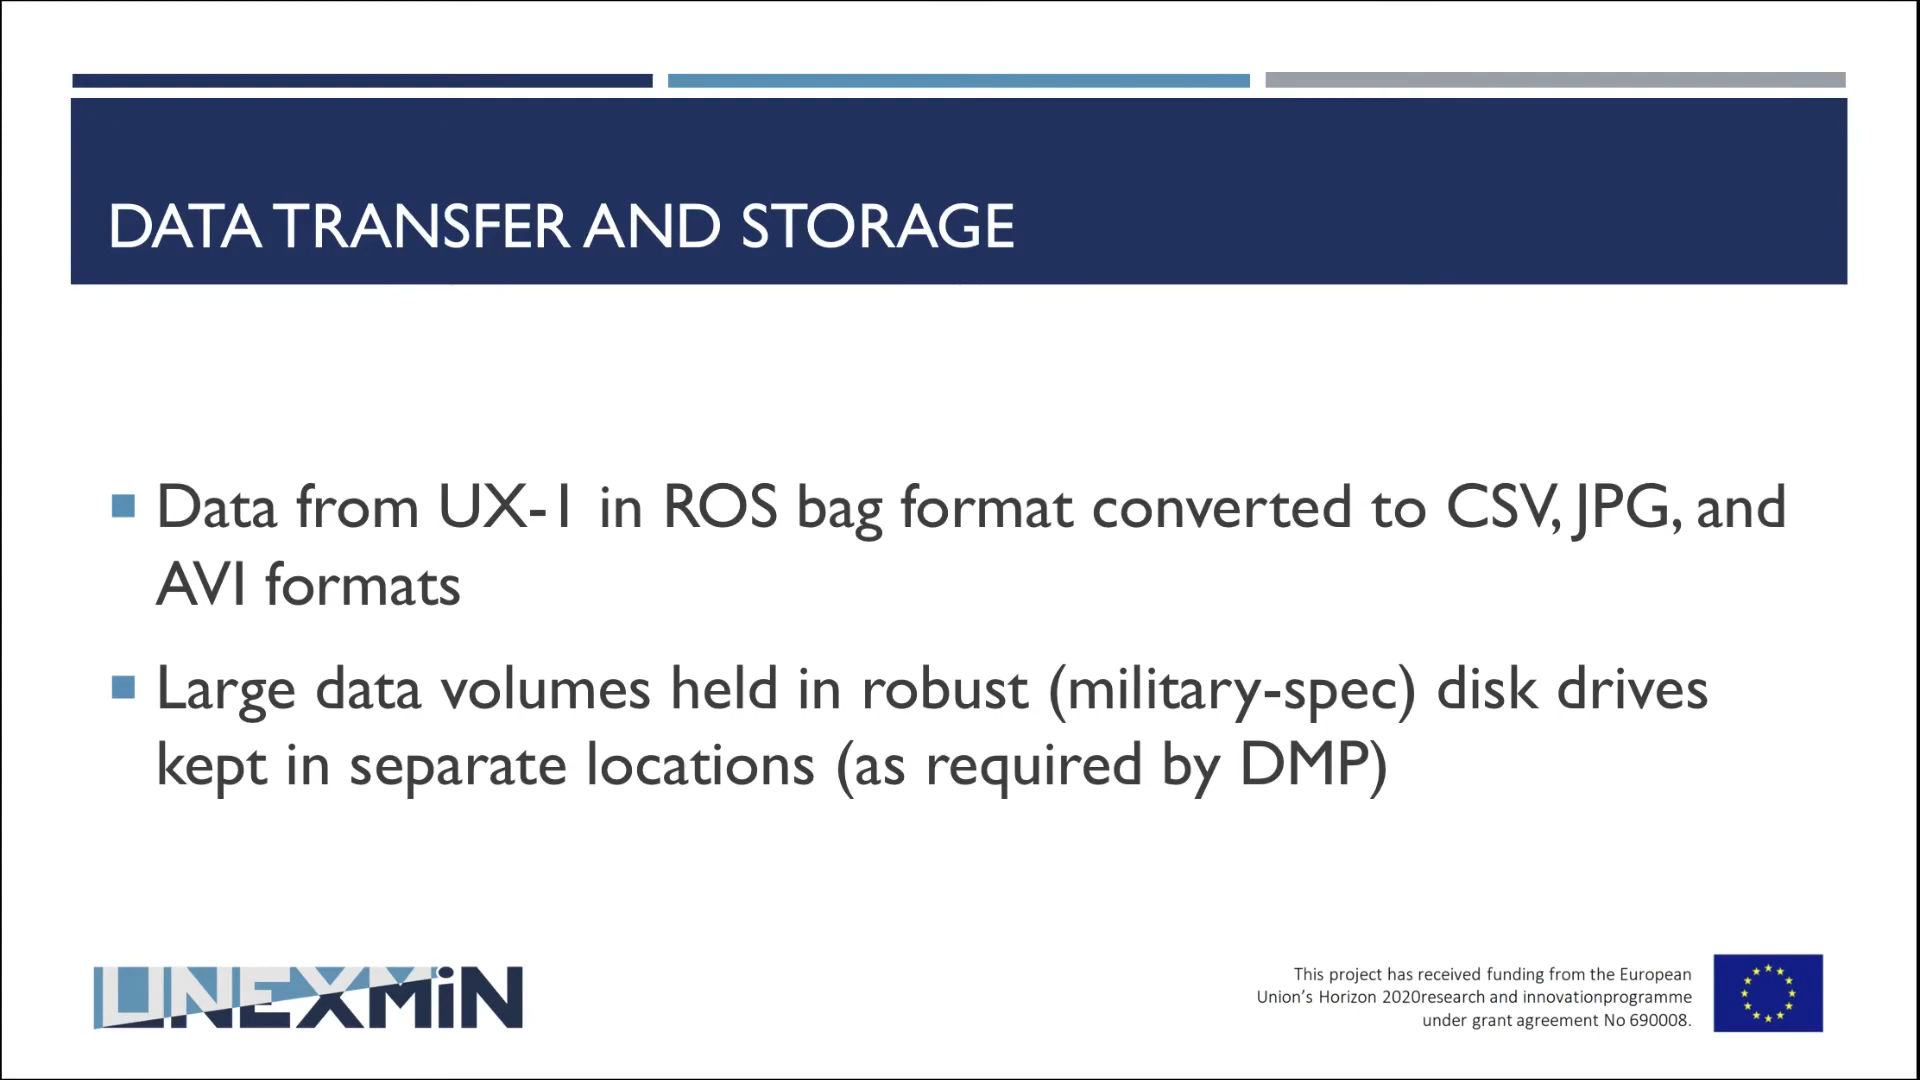 DATA TRANSFER AND STORAGE
Data from UX-1 in ROS bag format converted to CSV, JPG, and
AVI formats
Large data volumes held in robust (military-spec) disk drives
kept in separate locations (as required by DMP)
UNEXMiN
This project has received funding from the European
Union's Horizon 2020research and innovationprogramme
under grant agreement No 690008.